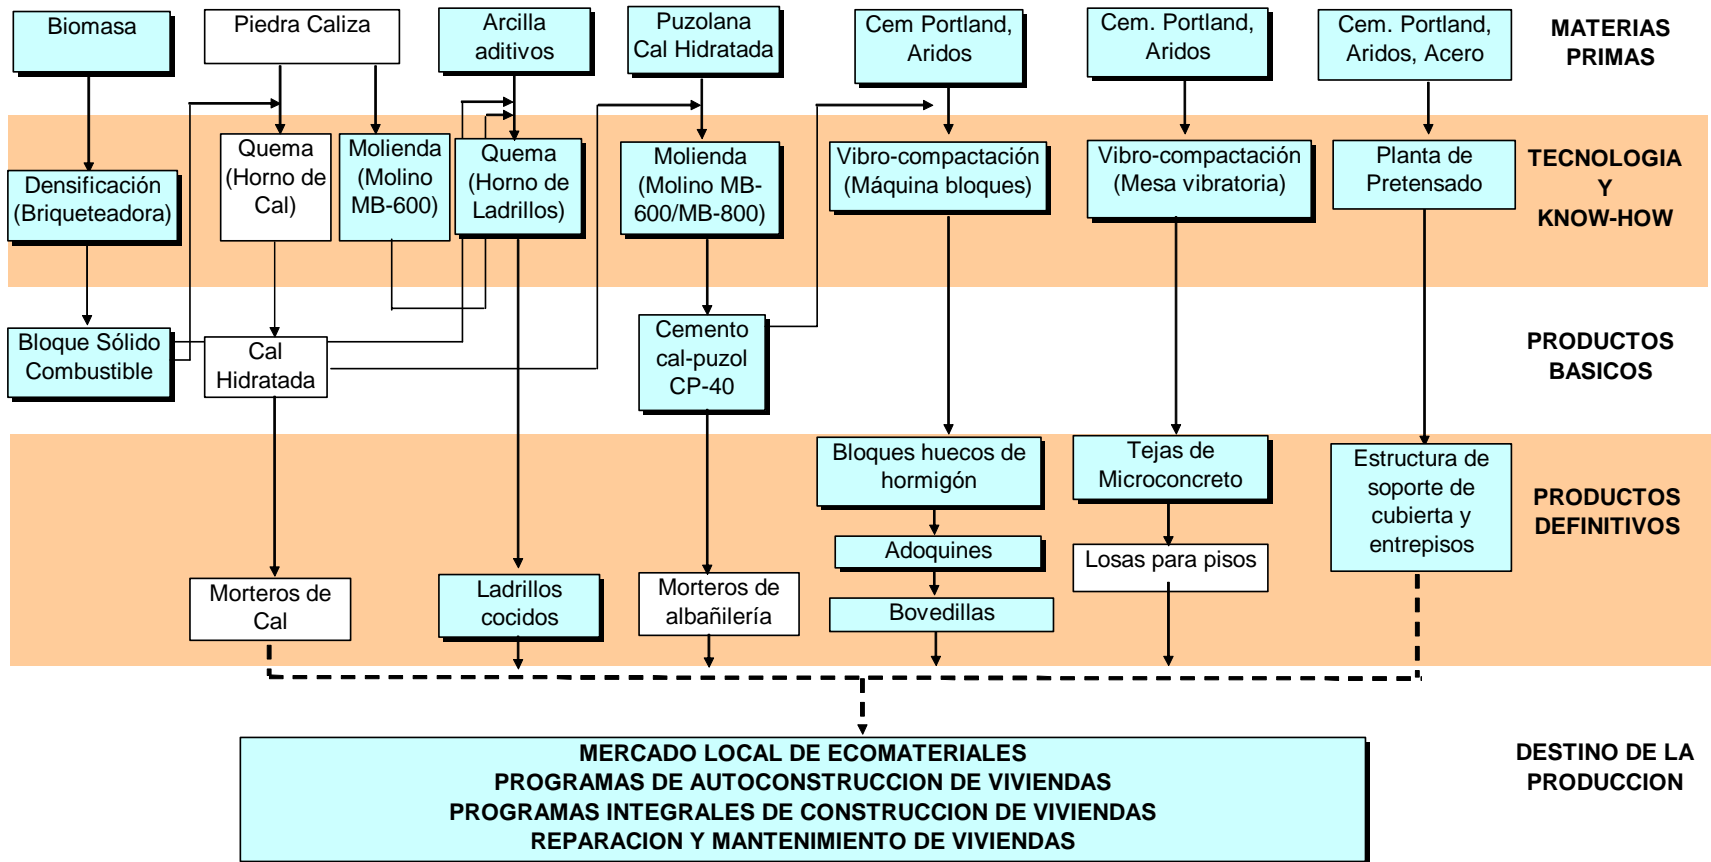 Biomasa
Piedra Caliza
Arcilla
aditivos
Puzolana
Cal Hidratada
Cem Portland,
Aridos
Cem. Portland,
Aridos
Cem. Portland,
Aridos, Acero
MATERIAS
PRIMAS
Densificación
(Briqueteadora)
Quema
(Horno de
Cal)
Molienda
(Molino
MB-600)
Quema
(Horno de
Ladrillos)
Molienda
(Molino MB-
600/MB-800)
Vibro-compactación
(Máquina bloques)
Vibro-compactación
(Mesa vibratoria)
Planta de
Pretensado
TECNOLOGIA
Y
KNOW-HOW
Bloque Sólido
Combustible
Cal
Hidratada
Cemento
cal-puzol
CP-40
PRODUCTOS
BASICOS
Morteros de
Cal
Ladrillos
cocidos
Morteros de
albañilería
Bloques huecos de
hormigón
Adoquines
Bovedillas
Tejas de
Microconcreto
Losas para pisos
Estructura de
soporte de
cubierta y
entrepisos
PRODUCTOS
DEFINITIVOS
MERCADO LOCAL DE ECOMATERIALES
PROGRAMAS DE AUTOCONSTRUCCION DE VIVIENDAS
PROGRAMAS INTEGRALES DE CONSTRUCCION DE VIVIENDAS
REPARACION Y MANTENIMIENTO DE VIVIENDAS
DESTINO DE LA
PRODUCCION